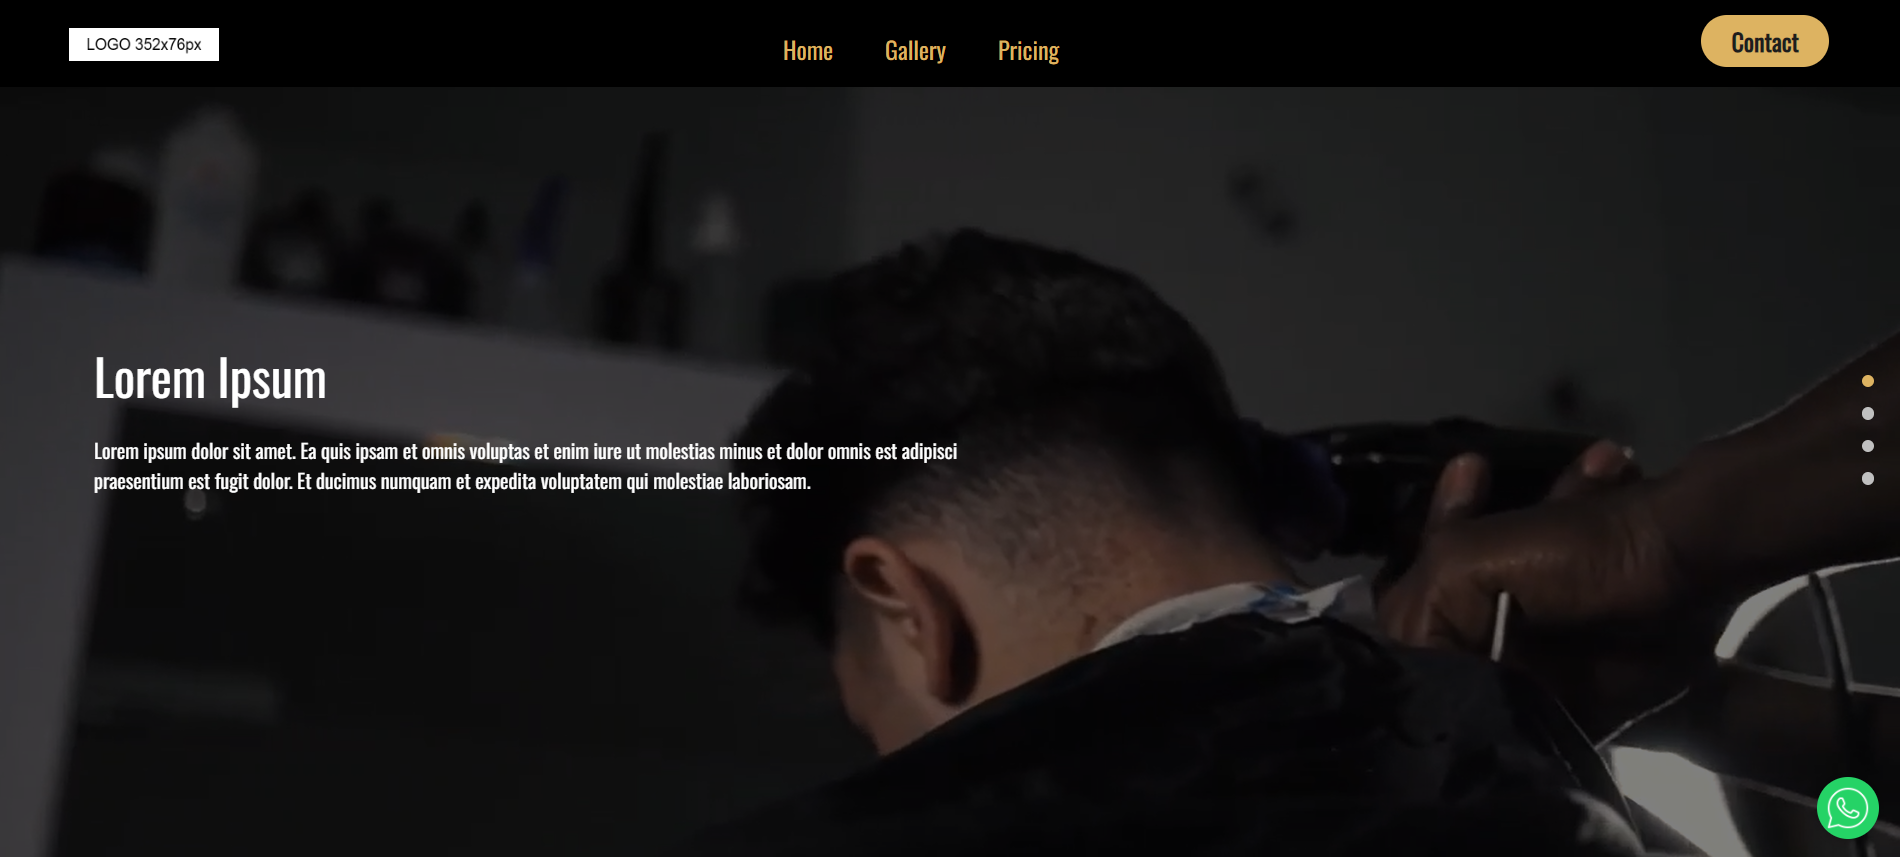 LOGO 352x76px
Home
Gallery
Pricing
Contact
Lorem Ipsum
Lorem ipsum dolor sit amet. Ea quis ipsam et omnis voluptas et enim iure ut molestias minus et dolor omnis est adipisci
praesentium est fugit dolor. Et ducimus numquam et expedita voluptatem qui molestiae laboriosam.